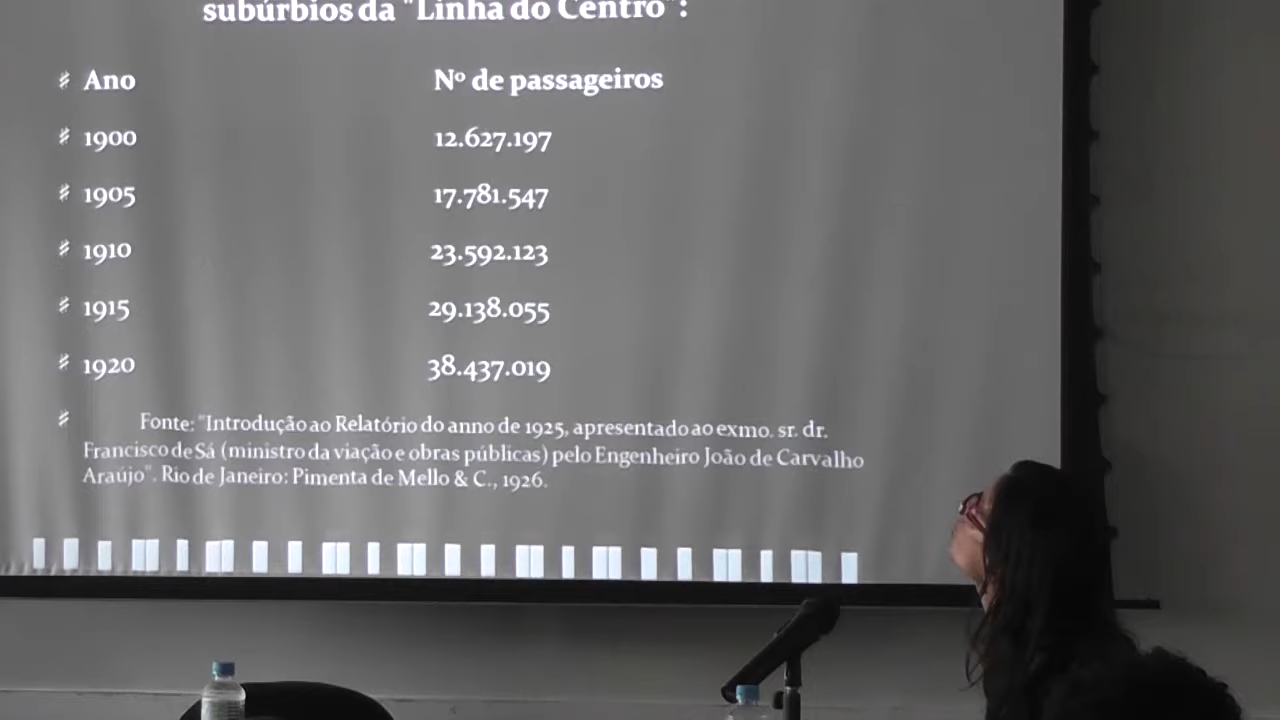 subúrbios da "Linha do Centro":
Ano Nº de passageiros
1900 12.627.197
1905 17.781.547
1910 23.592.123
1915 29.138.055
1920 38.437.019
Fonte: "Introdução ao Relatório do anno de 1925, apresentado ao exmo. sr. dr.
Francisco de Sá (ministro da viação e obras públicas) pelo Engenheiro João de Carvalho
Araújo". Rio de Janeiro: Pimenta de Mello & C., 1926.